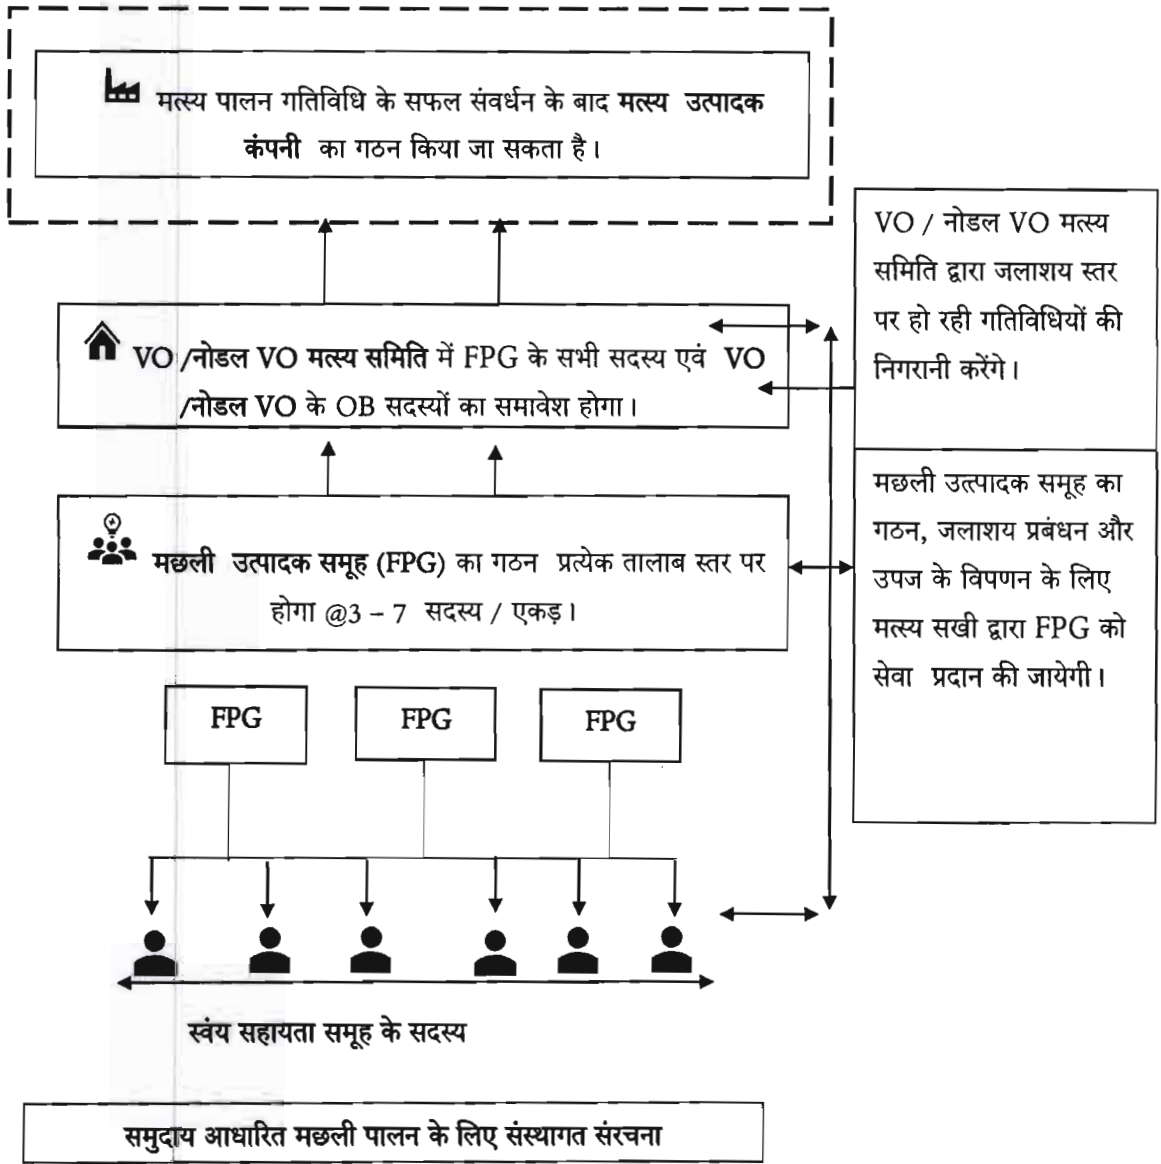 मत्स्य पालन गतिविधि के सफल संवर्धन के बाद मत्स्य उत्पादक
कंपनी का गठन किया जा सकता है।
VO / नोडल VO मत्स्य
समिति द्वारा जलाशय स्तर
पर हो रही गतिविधियों की
निगरानी करेंगे।
VO /नोडल VO मत्स्य समिति में FPG के सभी सदस्य एवं VO
/नोडल VO के OB सदस्यों का समावेश होगा।
मछली उत्पादक समूह का
गठन, जलाशय प्रबंधन और
उपज के विपणन के लिए
मत्स्य सखी द्वारा FPG को
सेवा प्रदान की जायेगी।
मछली उत्पादक समूह (FPG) का गठन प्रत्येक तालाब स्तर पर
होगा @3 – 7 सदस्य / एकड़।
FPG
FPG
FPG
स्वंय सहायता समूह के सदस्य
समुदाय आधारित मछली पालन के लिए संस्थागत संरचना